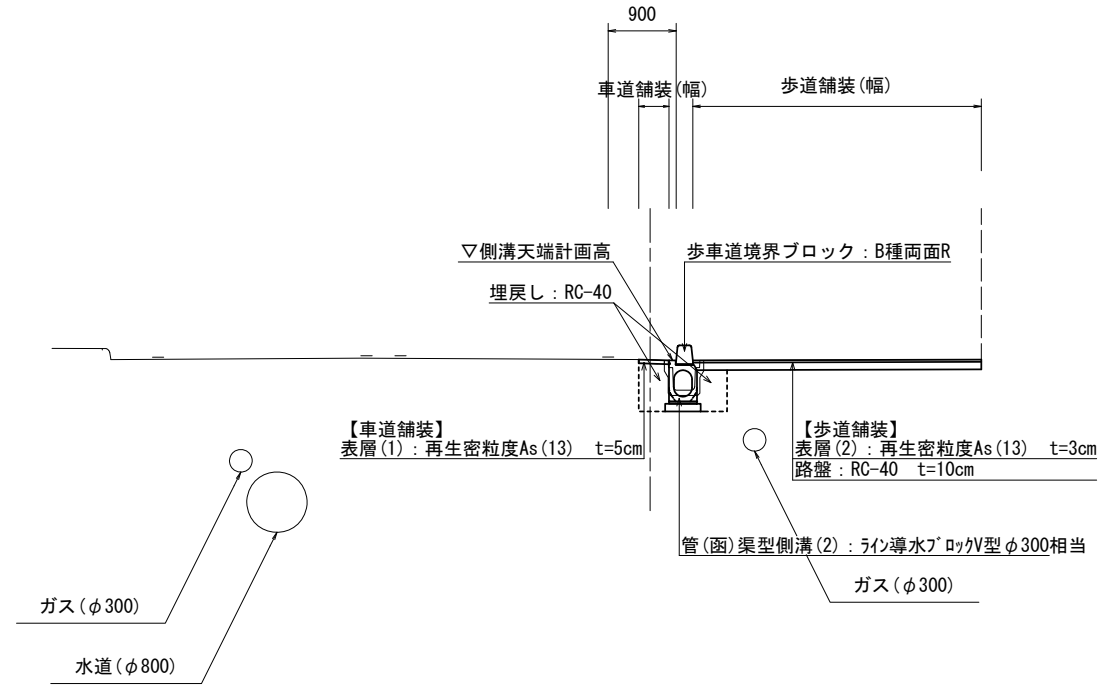 900
車道舗装(幅)
歩道舗装(幅)
▽側溝天端計画高
歩車道境界ブロック：B種両面R
埋戻し：RC-40
【車道舗装】
表層(1)：再生密粒度As(13) t=5cm
【歩道舗装】
表層(2)：再生密粒度As(13) t=3cm
路盤：RC-40 t=10cm
管(函)渠型側溝(2)：ﾗｲﾝ導水ﾌﾞﾛｯｸV型φ300相当
ガス(φ300)
ガス(φ300)
水道(φ800)